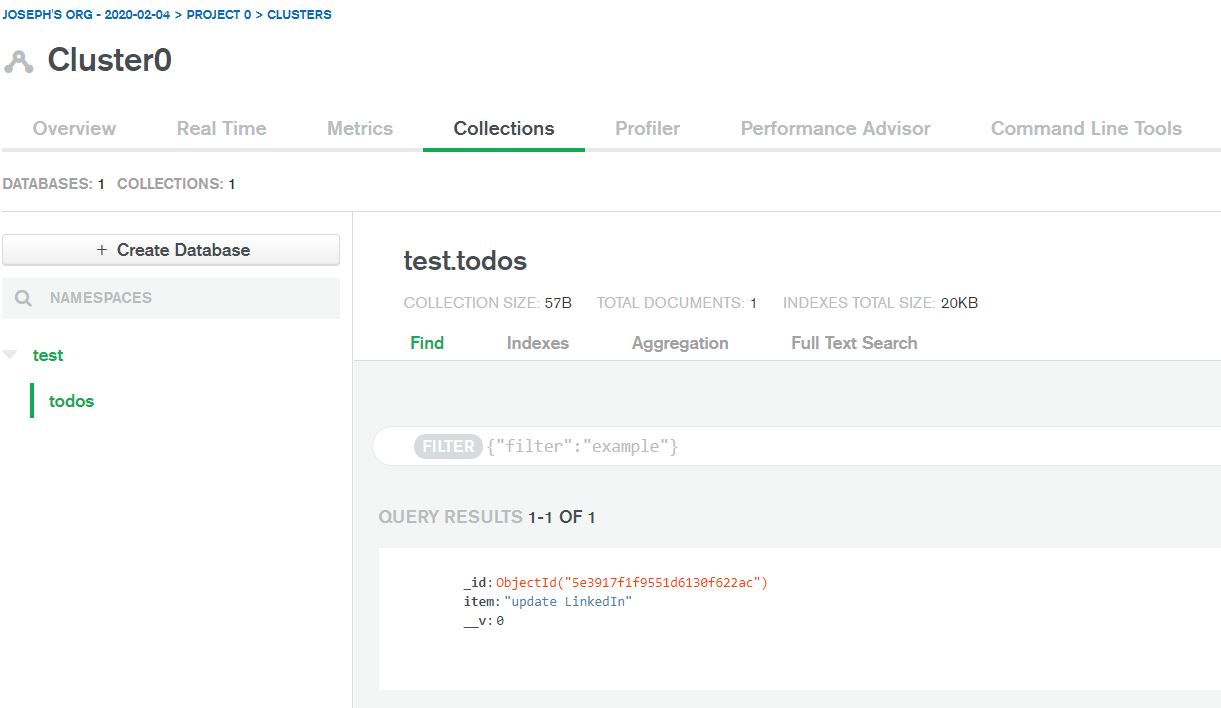 JOSEPH'S ORG - 2020-02-04 > PROJECT 0 > CLUSTERS
Cluster0
Overview Real Time Metrics Collections Profiler Performance Advisor Command Line Tools
DATABASES: 1 COLLECTIONS: 1
+ Create Database
NAMESPACES
test
todos
test.todos
COLLECTION SIZE: 57B TOTAL DOCUMENTS: 1 INDEXES TOTAL SIZE: 20KB
Find Indexes Aggregation Full Text Search
FILTER {"filter":"example"}
QUERY RESULTS 1-1 OF 1
_id: ObjectId("5e3917f1f9551d6130f622ac")
item: "update LinkedIn"
__v: 0